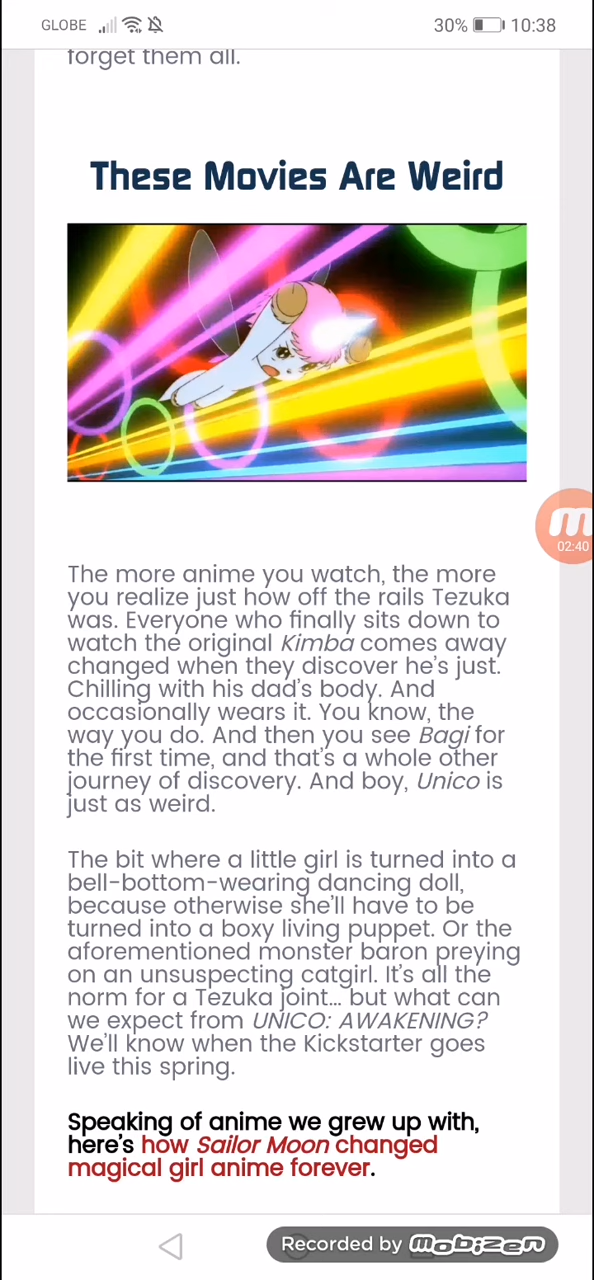 GLOBE 30% 10:38
forget them all.
These Movies Are Weird
m
02:40
The more anime you watch, the more
you realize just how off the rails Tezuka
was. Everyone who finally sits down to
watch the original Kimba comes away
changed when they discover he's just.
Chilling with his dad's body. And
occasionally wears it. You know, the
way you do. And then you see Bagi for
the first time, and that's a whole other
journey of discovery. And boy, Unico is
just as weird.
The bit where a little girl is turned into a
bell-bottom-wearing dancing doll,
because otherwise she'll have to be
turned into a boxy living puppet. Or the
aforementioned monster baron preying
on an unsuspecting catgirl. It's all the
norm for a Tezuka joint... but what can
we expect from UNICO: AWAKENING?
We'll know when the Kickstarter goes
live this spring.
Speaking of anime we grew up with,
here's how Sailor Moon changed
magical girl anime forever.
Recorded by mobizen